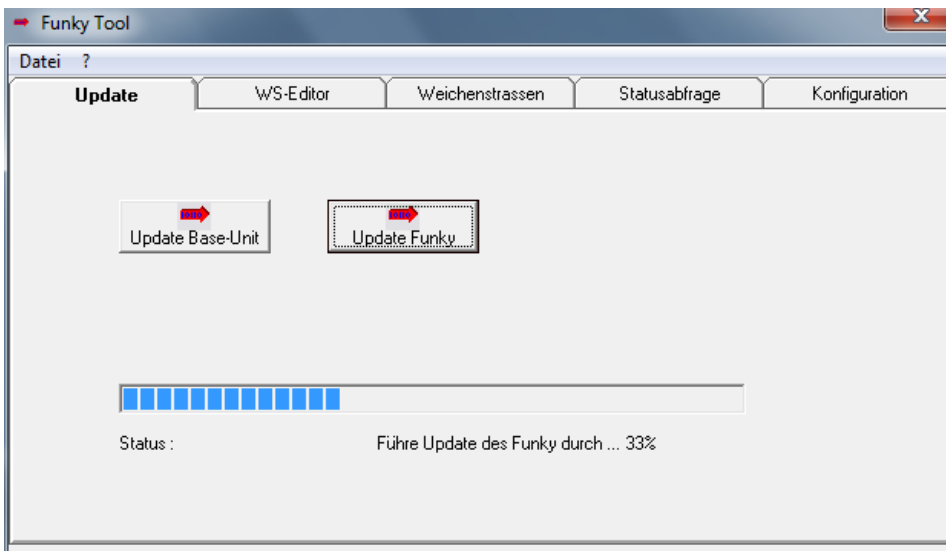 Funky Tool
Datei ?
Update WS-Editor Weichenstrassen Statusabfrage Konfiguration
Update Base-Unit Update Funky
Status : Führe Update des Funky durch ... 33%